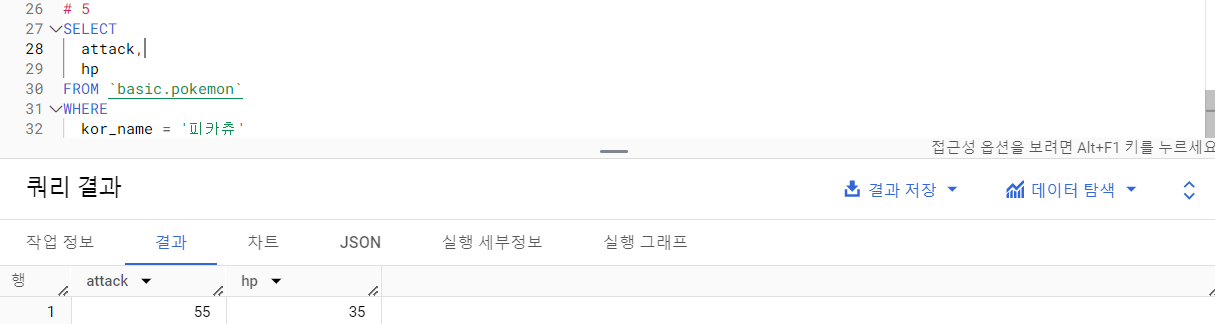 26 # 5
27 SELECT
28 attack,
29 hp
30 FROM `basic.pokemon`
31 WHERE
32 kor_name = '피카츄'
접근성 옵션을 보려면 Alt+F1 키를 누르세요
쿼리 결과
결과 저장
데이터 탐색
작업 정보 결과 차트 JSON 실행 세부정보 실행 그래프
행 attack hp
1 55 35